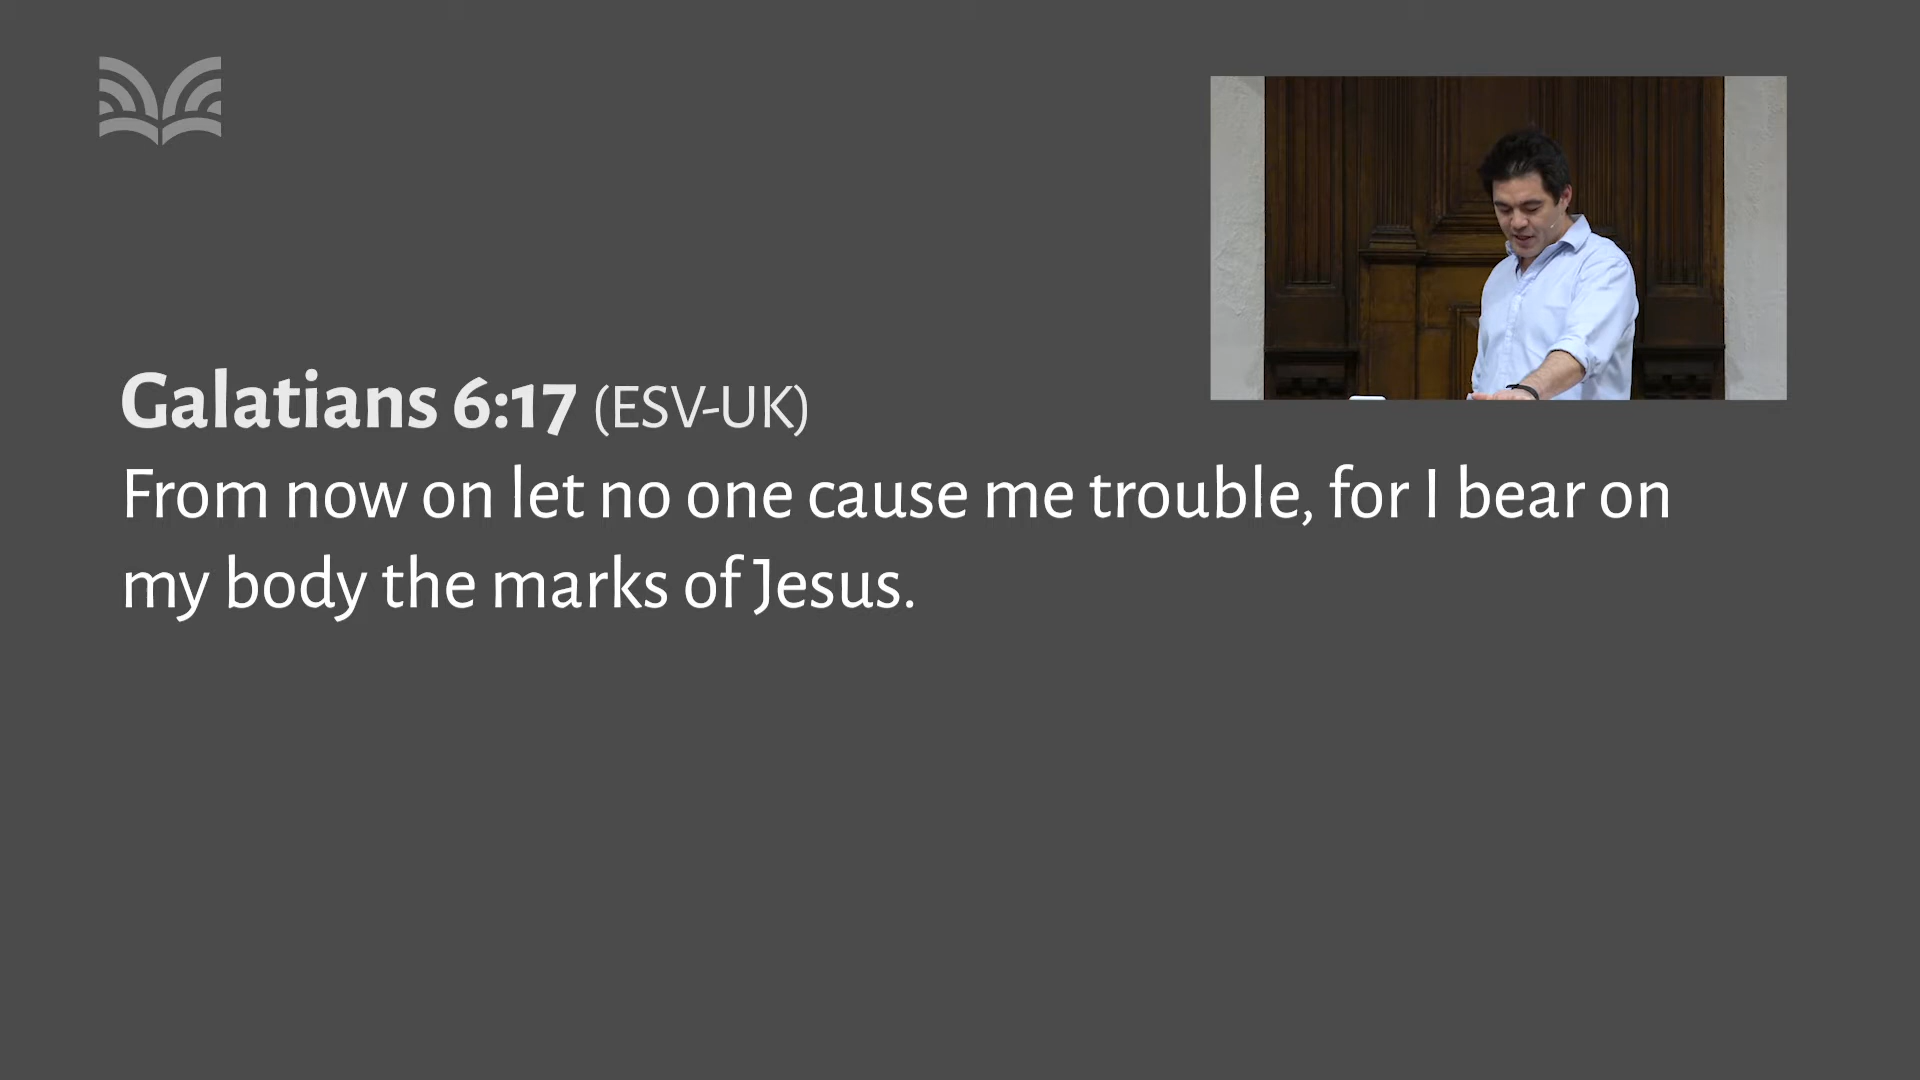 Galatians 6:17 (ESV-UK)
From now on let no one cause me trouble, for I bear on
my body the marks of Jesus.